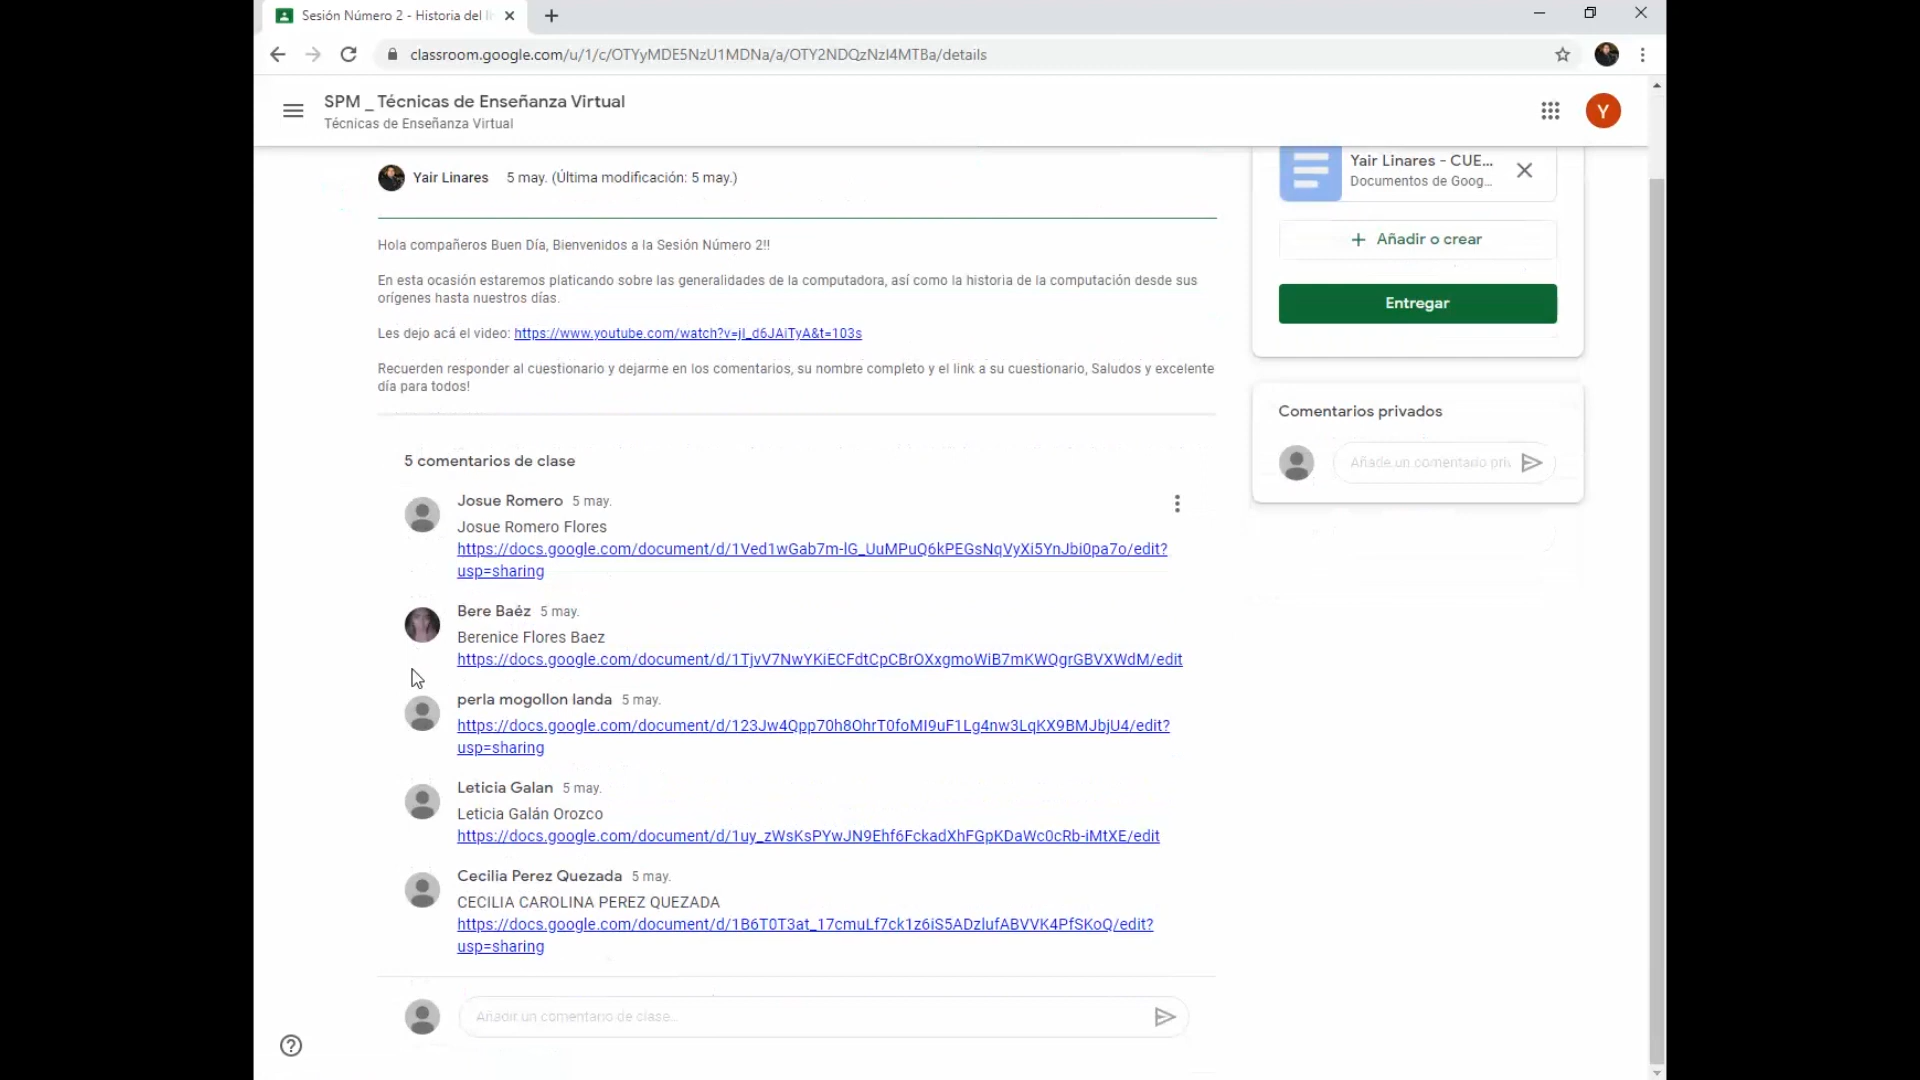 Sesión Número 2 - Historia del
classroom.google.com/u/1/c/OTYyMDE5NzU1MDNa/a/OTY2NDQzNzI4MTBa/details
SPM _ Técnicas de Enseñanza Virtual
Técnicas de Enseñanza Virtual
Y
Yair Linares 5 may. (Última modificación: 5 may.)
Hola compañeros Buen Día, Bienvenidos a la Sesión Número 2!!
En esta ocasión estaremos platicando sobre las generalidades de la computadora, así como la historia de la computación desde sus
orígenes hasta nuestros días.
Les dejo acá el video: https://www.youtube.com/watch?v=jI_d6JAiTyA&t=103s
Recuerden responder al cuestionario y dejarme en los comentarios, su nombre completo y el link a su cuestionario, Saludos y excelente
día para todos!
5 comentarios de clase
Josue Romero 5 may.
Josue Romero Flores
https://docs.google.com/document/d/1Ved1wGab7m-lG_UuMPuQ6kPEGsNqVyXi5YnJbi0pa7o/edit?
usp=sharing
Bere Baéz 5 may.
Berenice Flores Baez
https://docs.google.com/document/d/1TjvV7NwYKiECFdtCpCBrOXxgmoWiB7mKWQgrGBVXWdM/edit
perla mogollon landa 5 may.
https://docs.google.com/document/d/123Jw4Qpp70h8OhrT0foMI9uF1Lg4nw3LqKX9BMJbjU4/edit?
usp=sharing
Leticia Galan 5 may.
Leticia Galán Orozco
https://docs.google.com/document/d/1uy_zWsKsPYwJN9Ehf6FckadXhFGpKDaWc0cRb-iMtXE/edit
Cecilia Perez Quezada 5 may.
CECILIA CAROLINA PEREZ QUEZADA
https://docs.google.com/document/d/1B6T0T3at_17cmuLf7ck1z6iS5ADzlufABVVK4PfSKoQ/edit?
usp=sharing
Añadir un comentario de clase...
Yair Linares - CUE...
Documentos de Goog...
+ Añadir o crear
Entregar
Comentarios privados
Añade un comentario priv